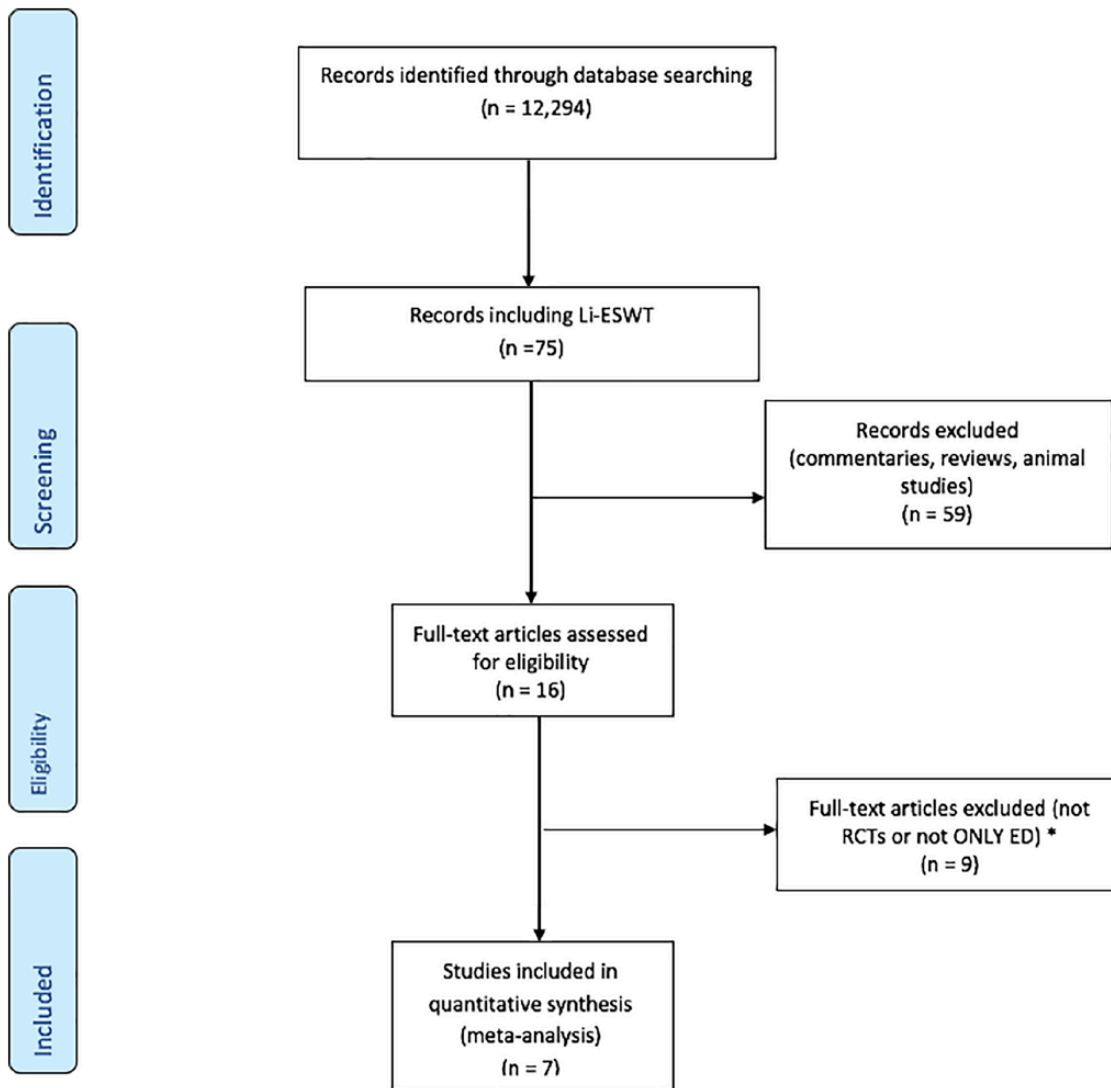 Identification
Records identified through database searching
(n = 12,294)
Screening
Records including Li-ESWT
(n =75)
Records excluded
(commentaries, reviews, animal
studies)
(n = 59)
Eligibility
Full-text articles assessed
for eligibility
(n = 16)
Full-text articles excluded (not
RCTs or not ONLY ED) *
(n = 9)
Included
Studies included in
quantitative synthesis
(meta-analysis)
(n = 7)